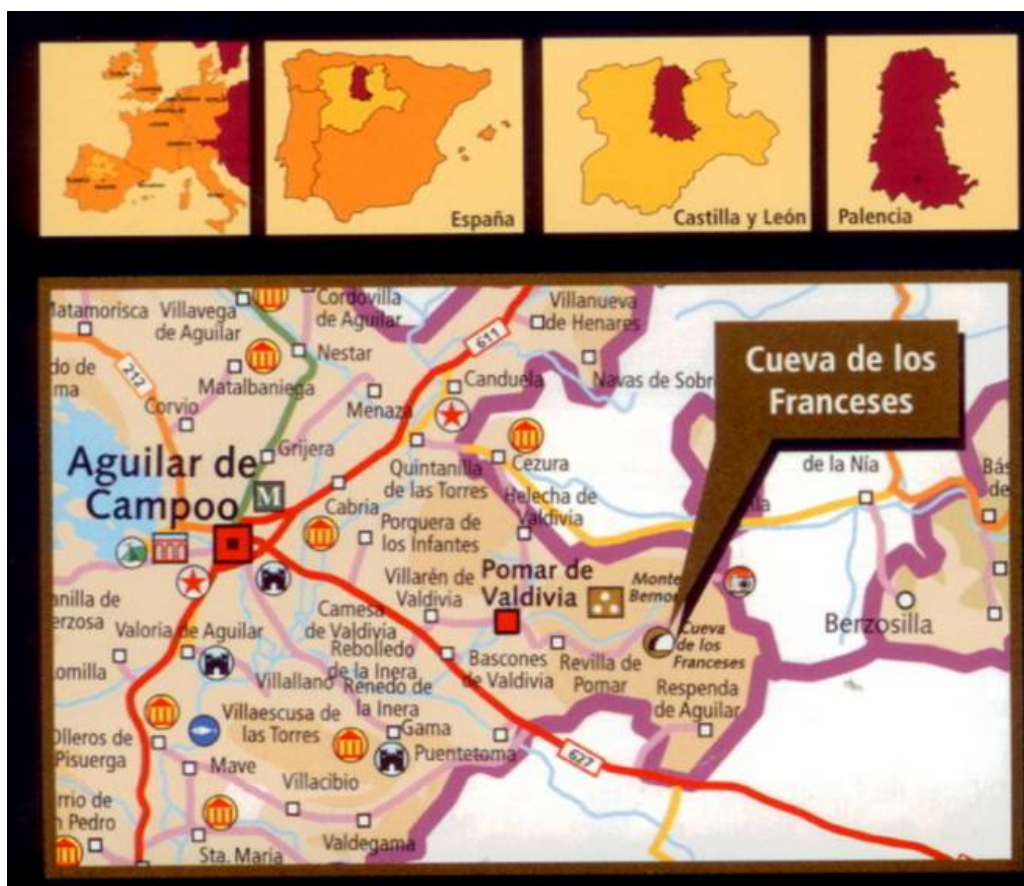 España
Castilla y León
Palencia
Matamorisca
Villavega
de Aguilar
Cordovilla
de Aguilar
Villanueva
de Henares
611
212
Nestar
Matalbaniega
Canduela
Navas de Sobr
Cueva de los
Franceses
Corvio
Menaza
Grijera
Aguilar de
Campoo
M
Cabria
Quintanilla
de las Torres
Cezura
de la Nía
Helecha de
Valdivia
Porquera de
los Infantes
Villarén de
Valdivia
Pomar de
Valdivia
Monte
Cueva
de los
Franceses
Berzosilla
Camesa
de Valdivia
Valoria de Aguilar
Rebolledo
de la Inera
Bascones
de Valdivia
Revilla de
Pomar
Respenda
de Aguilar
Villallano
Renedo de
la Inera
Villaescusa de
las Torres
Gama
Puentetoma
627
Olleros de
Pisuerga
Mave
Villacibio
Valdegama
Sta. María